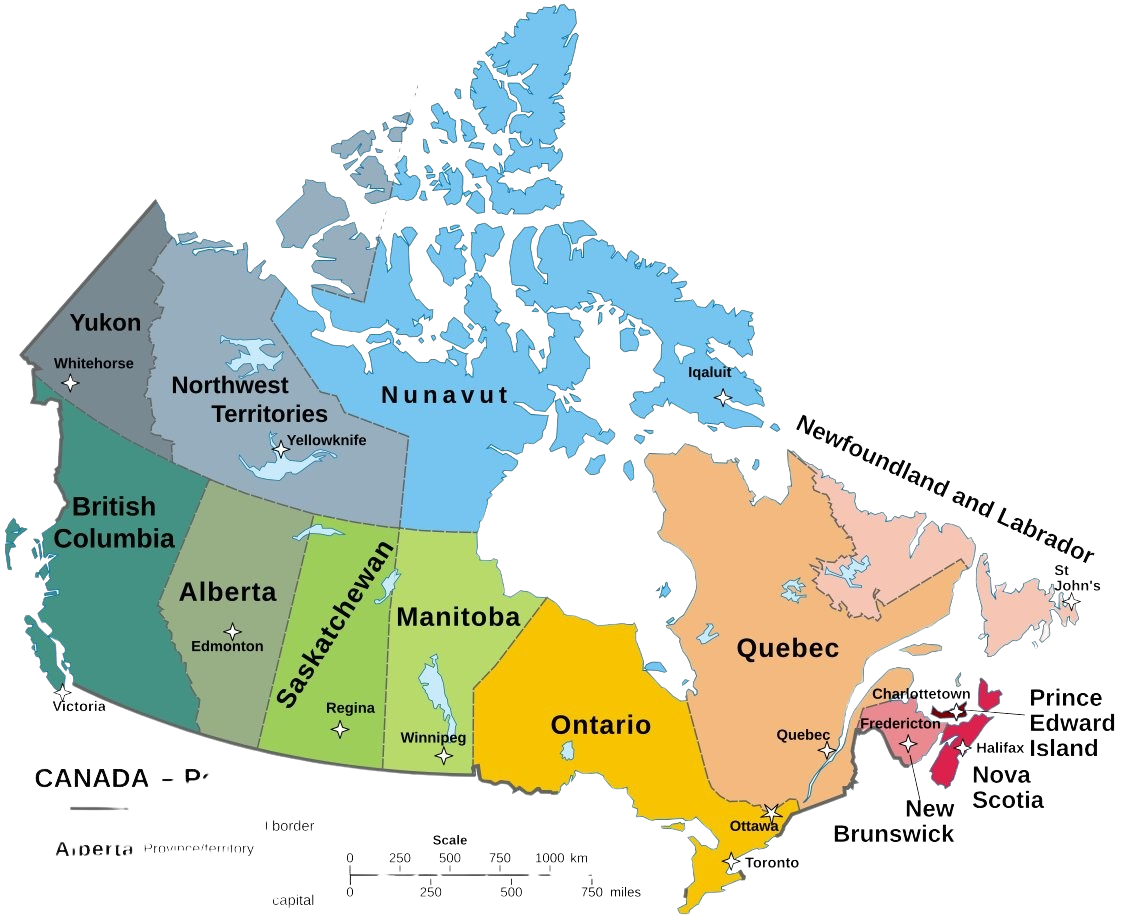 Yukon
Whitehorse
Northwest
Territories
Yellowknife
Nunavut
Iqaluit
Newfoundland and Labrador
St
John's
British
Columbia
Victoria
Alberta
Edmonton
Saskatchewan
Regina
Manitoba
Winnipeg
Ontario
Ottawa
Toronto
Quebec
Quebec
Charlottetown
Prince
Edward
Island
Fredericton
Halifax
Nova
Scotia
New
Brunswick
CANADA –
border
Alberta Province/territory
capital
Scale
0 250 500 750 1000 km
0 250 500 750 miles